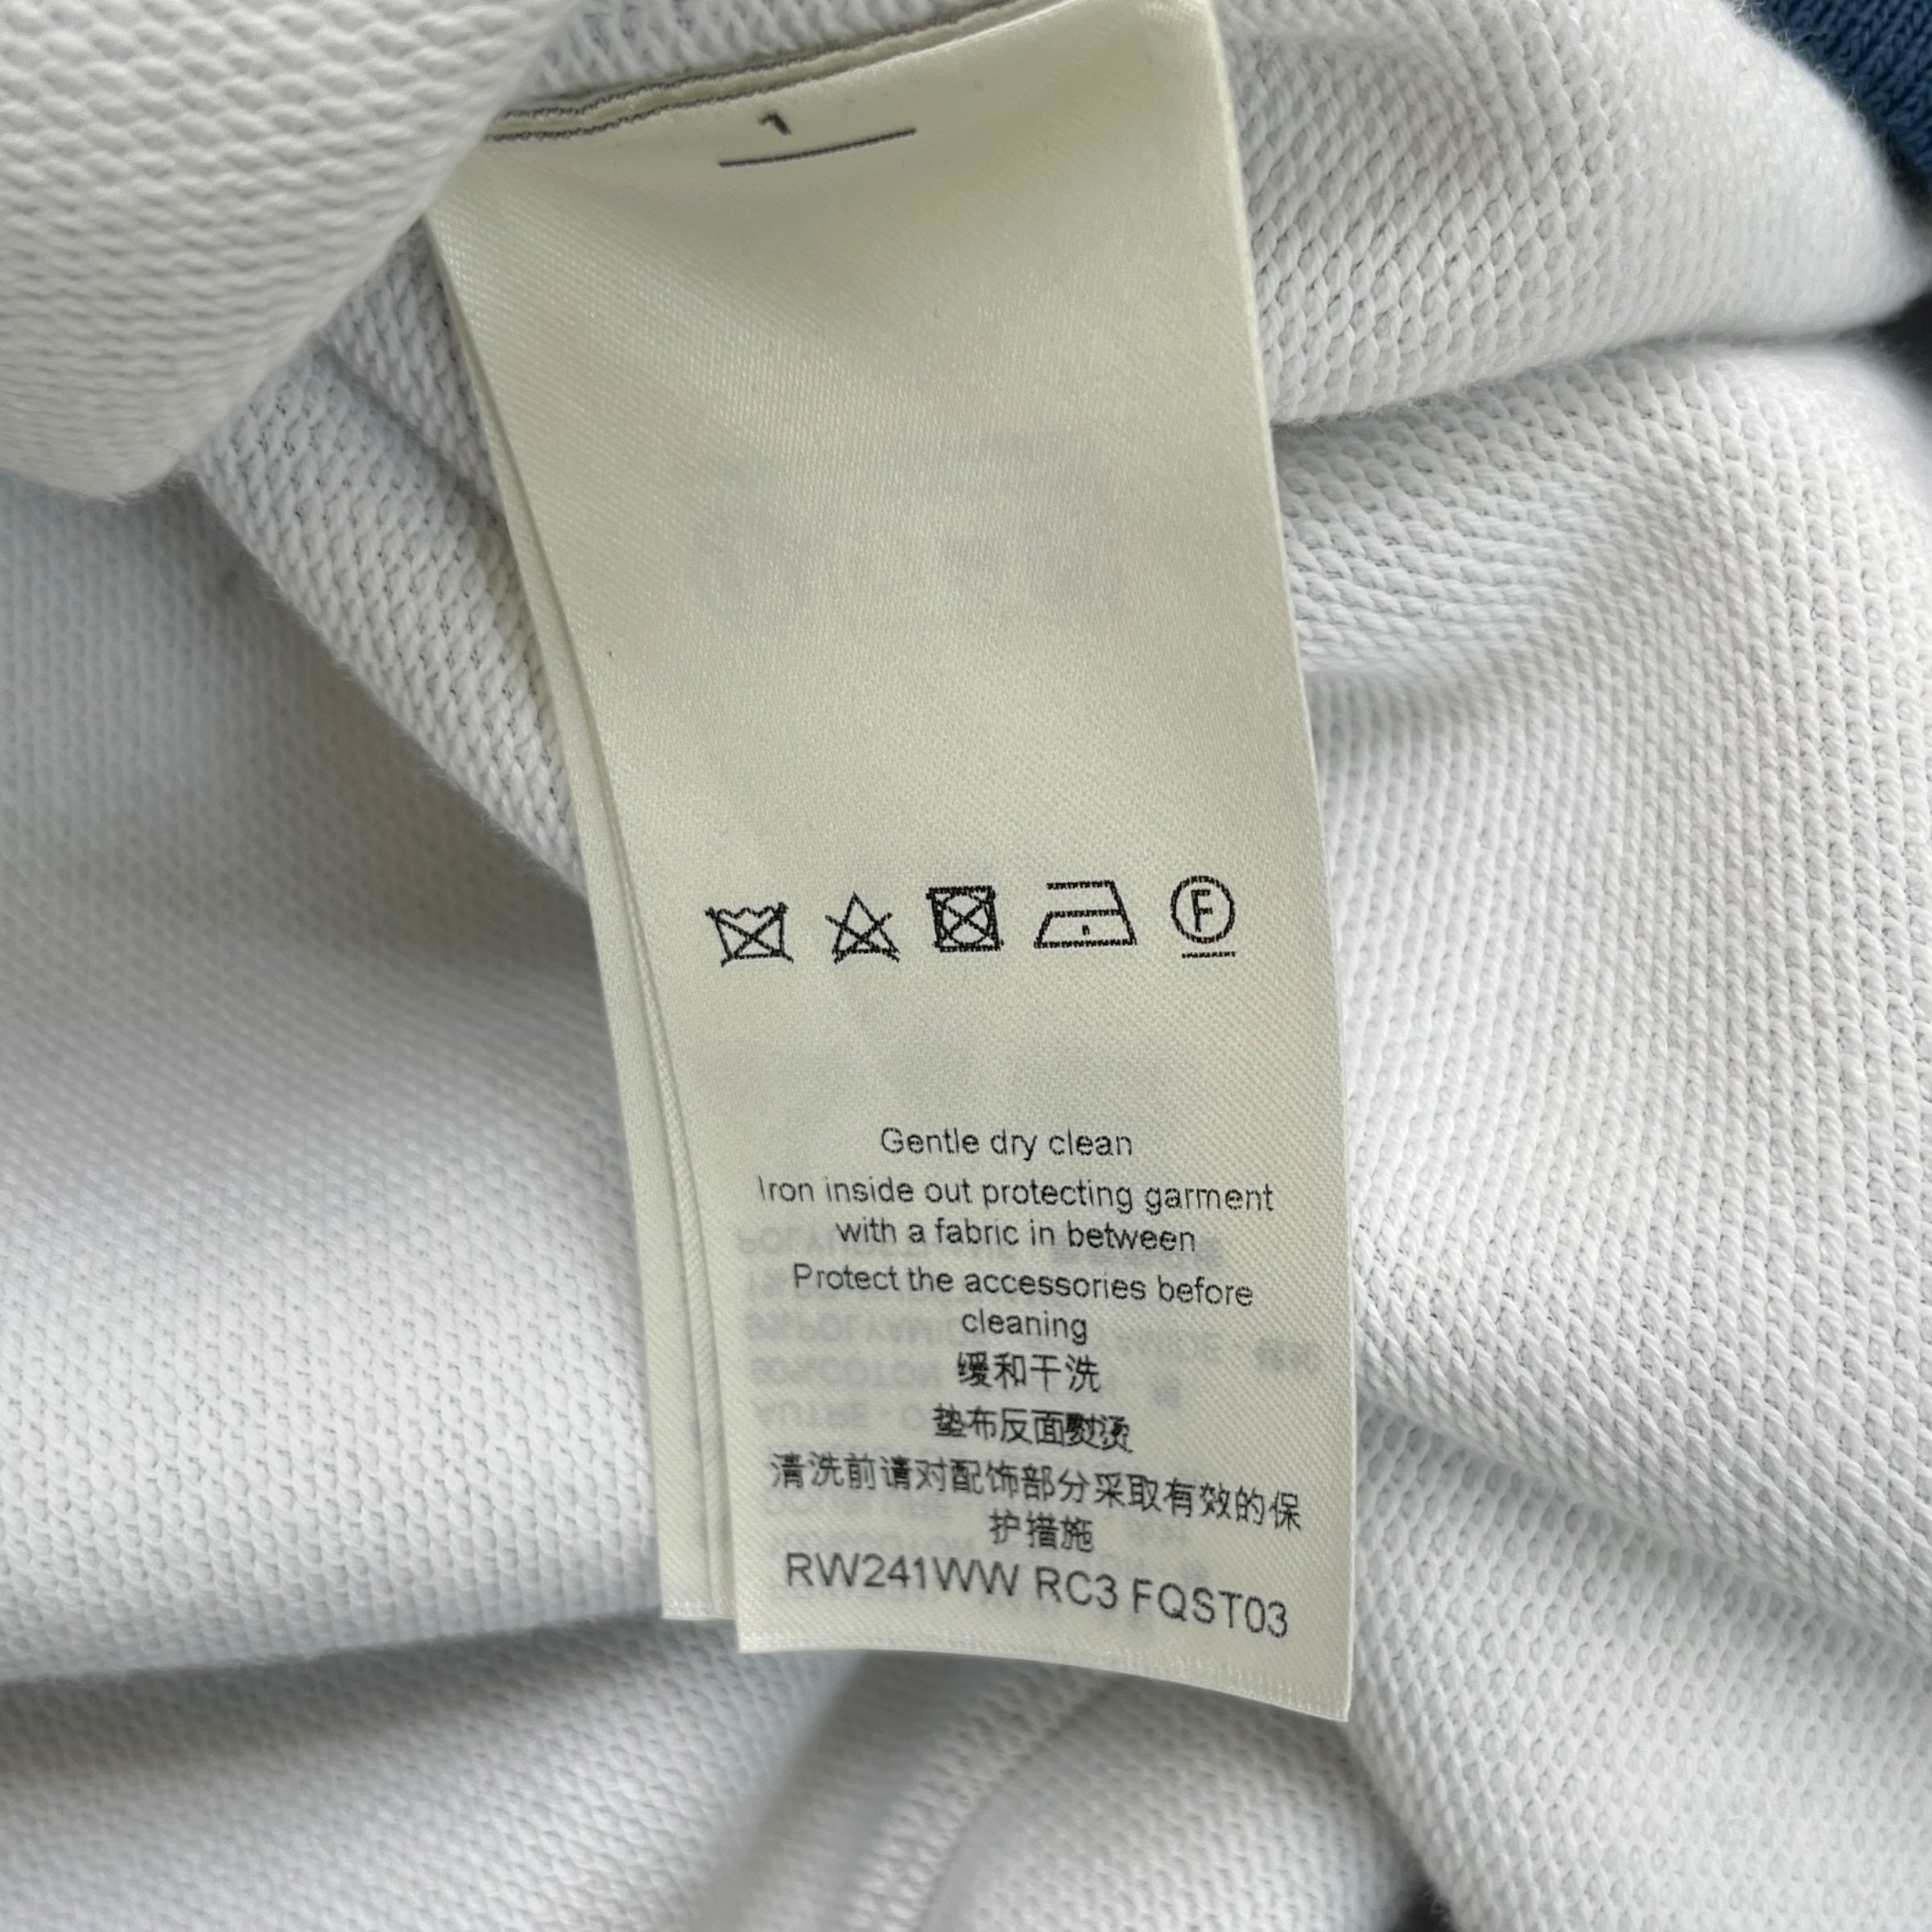 F
Gentle dry clean
Iron inside out protecting garment
with a fabric in between
Protect the accessories before
cleaning
缓和干洗
垫布反面熨烫
清洗前请对配饰部分采取有效的保
护措施
RW241WW RC3 FQST03